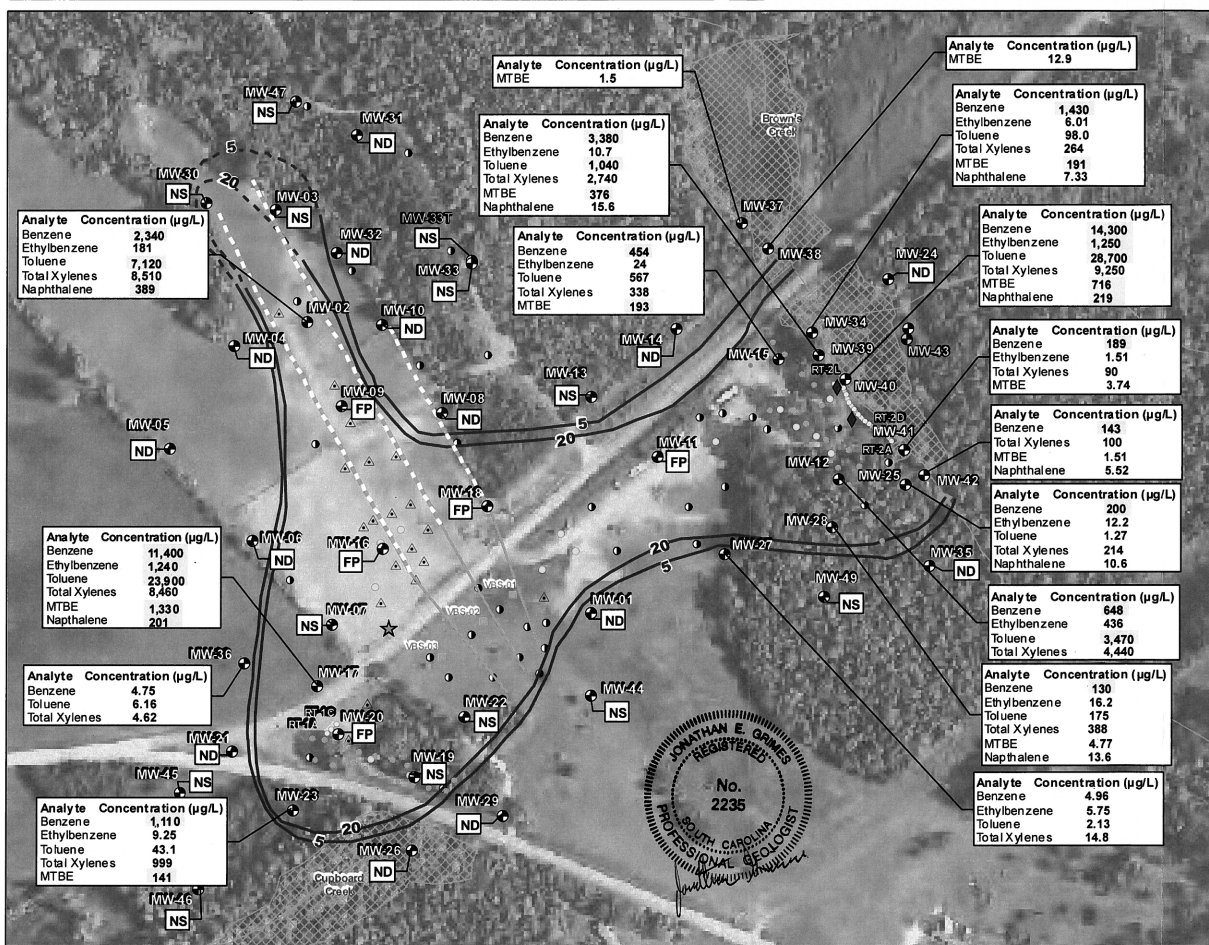 Analyte Concentration (µg/L)
MTBE 1.5
Analyte Concentration (µg/L)
MTBE 12.9
Analyte Concentration (µg/L)
Benzene 1,430
Ethylbenzene 6.01
Toluene 98.0
Total Xylenes 264
MTBE 191
Naphthalene 7.33
Analyte Concentration (µg/L)
Benzene 3,380
Ethylbenzene 10.7
Toluene 1,040
Total Xylenes 2,740
MTBE 376
Naphthalene 15.6
Brown's
Creek
MW-47
NS
MW-31
ND
5
20
MW-30
NS
MW-03
NS
MW-33T
NS
MW-33
NS
MW-32
ND
MW-37
MW-38
MW-24
ND
Analyte Concentration (µg/L)
Benzene 2,340
Ethylbenzene 181
Toluene 7,120
Total Xylenes 8,510
Naphthalene 389
Analyte Concentration (µg/L)
Benzene 454
Ethylbenzene 24
Toluene 567
Total Xylenes 338
MTBE 193
Analyte Concentration (µg/L)
Benzene 14,300
Ethylbenzene 1,250
Toluene 28,700
Total Xylenes 9,250
MTBE 716
Naphthalene 219
MW-02
MW-10
ND
MW-04
ND
MW-14
ND
MW-15
MW-34
MW-39
RT-2L
MW-40
MW-43
Analyte Concentration (µg/L)
Benzene 189
Ethylbenzene 1.51
Toluene 90
MTBE 3.74
MW-09
FP
MW-08
ND
MW-13
NS
5
20
MW-05
ND
MW-11
FP
RT-2D
MW-41
RT-2A
MW-12
MW-25
MW-42
Analyte Concentration (µg/L)
Benzene 143
Total Xylenes 100
MTBE 1.51
Naphthalene 5.52
Analyte Concentration (µg/L)
Benzene 200
Ethylbenzene 12.2
Toluene 1.27
Total Xylenes 214
Naphthalene 10.6
MW-18
FP
MW-28
20
5
MW-27
MW-35
ND
MW-06
ND
MW-16
FP
Analyte Concentration (µg/L)
Benzene 11,400
Ethylbenzene 1,240
Toluene 23,900
Total Xylenes 8,460
MTBE 1,330
Napthalene 201
VBS-01
VBS-02
VBS-03
MW-07
NS
MW-01
ND
MW-49
NS
Analyte Concentration (µg/L)
Benzene 648
Ethylbenzene 436
Toluene 3,470
Total Xylenes 4,440
MW-36
Analyte Concentration (µg/L)
Benzene 4.75
Toluene 6.16
Total Xylenes 4.62
MW-17
RT-1C
RT-1A
MW-20
FP
MW-22
NS
MW-44
NS
Analyte Concentration (µg/L)
Benzene 130
Ethylbenzene 16.2
Toluene 175
Total Xylenes 388
MTBE 4.77
Napthalene 13.6
MW-21
ND
MW-45
NS
MW-19
NS
MW-23
20
5
MW-29
ND
Analyte Concentration (µg/L)
Benzene 4.96
Ethylbenzene 5.75
Toluene 2.13
Total Xylenes 14.8
Analyte Concentration (µg/L)
Benzene 1,110
Ethylbenzene 9.25
Toluene 43.1
Total Xylenes 999
MTBE 141
MW-26
ND
Cupboard
Creek
MW-46
NS
JONATHAN E. GRIMES
REGISTERED
No.
2235
SOUTH CAROLINA
PROFESSIONAL GEOLOGIST